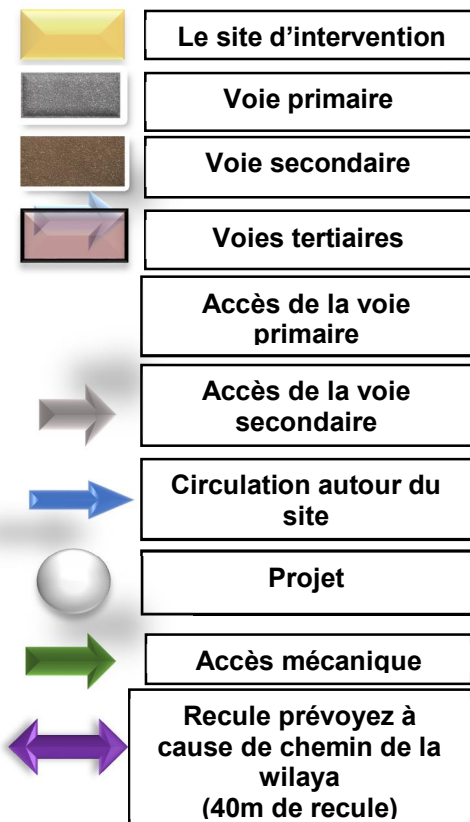 Le site d’intervention
Voie primaire
Voie secondaire
Voies tertiaires
Accès de la voie
primaire
Accès de la voie
secondaire
Circulation autour du
site
Projet
Accès mécanique
Recule prévoyez à
cause de chemin de la
wilaya
(40m de recule)